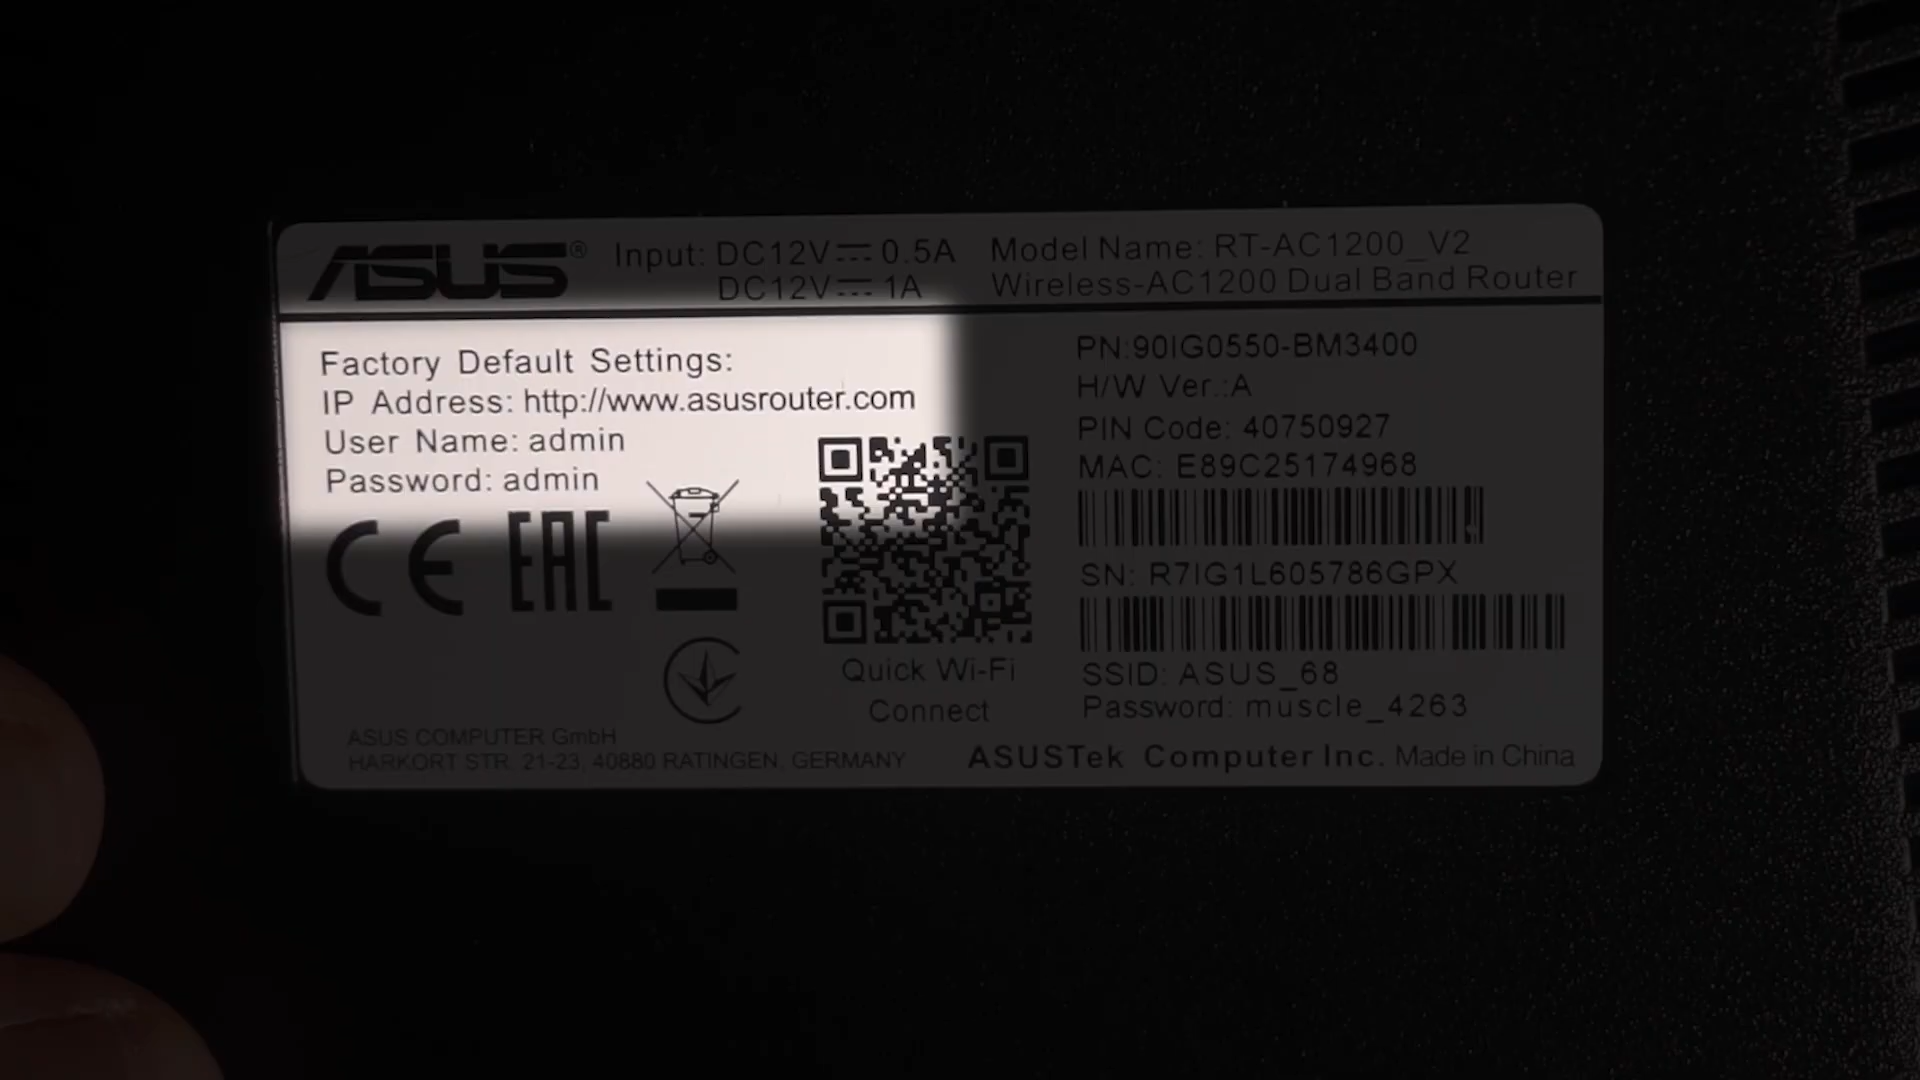 ASUS® Input: DC12V⎓0.5A Model Name: RT-AC1200_V2
DC12V⎓1A Wireless-AC1200 Dual Band Router
Factory Default Settings:
IP Address: http://www.asusrouter.com
User Name: admin
Password: admin
CE EAC
Quick Wi-Fi
Connect
PN:90IG0550-BM3400
H/W Ver.:A
PIN Code: 40750927
MAC: E89C25174968
SN: R7IG1L605786GPX
SSID: ASUS_68
Password: muscle_4263
ASUS COMPUTER GmbH
HARKORT STR. 21-23, 40880 RATINGEN, GERMANY
ASUSTek Computer Inc. Made in China